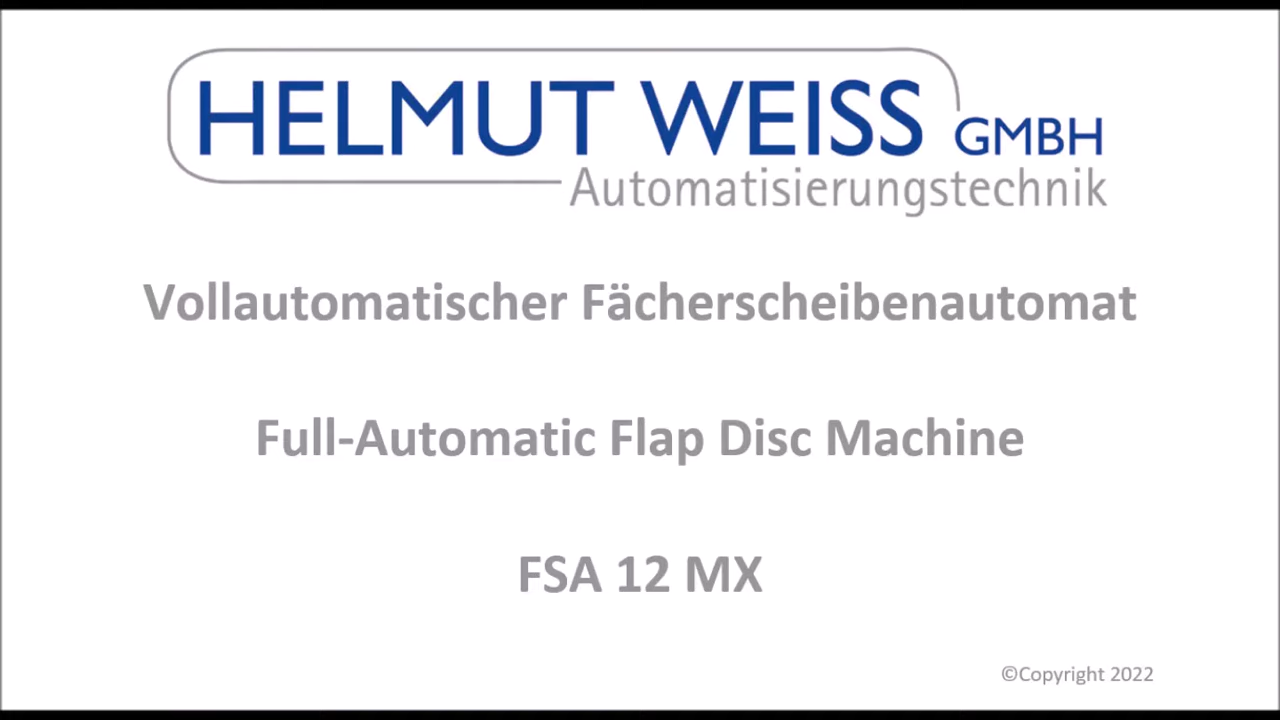 HELMUT WEISS GMBH
Automatisierungstechnik
Vollautomatischer Fächerscheibenautomat
Full-Automatic Flap Disc Machine
FSA 12 MX
©Copyright 2022